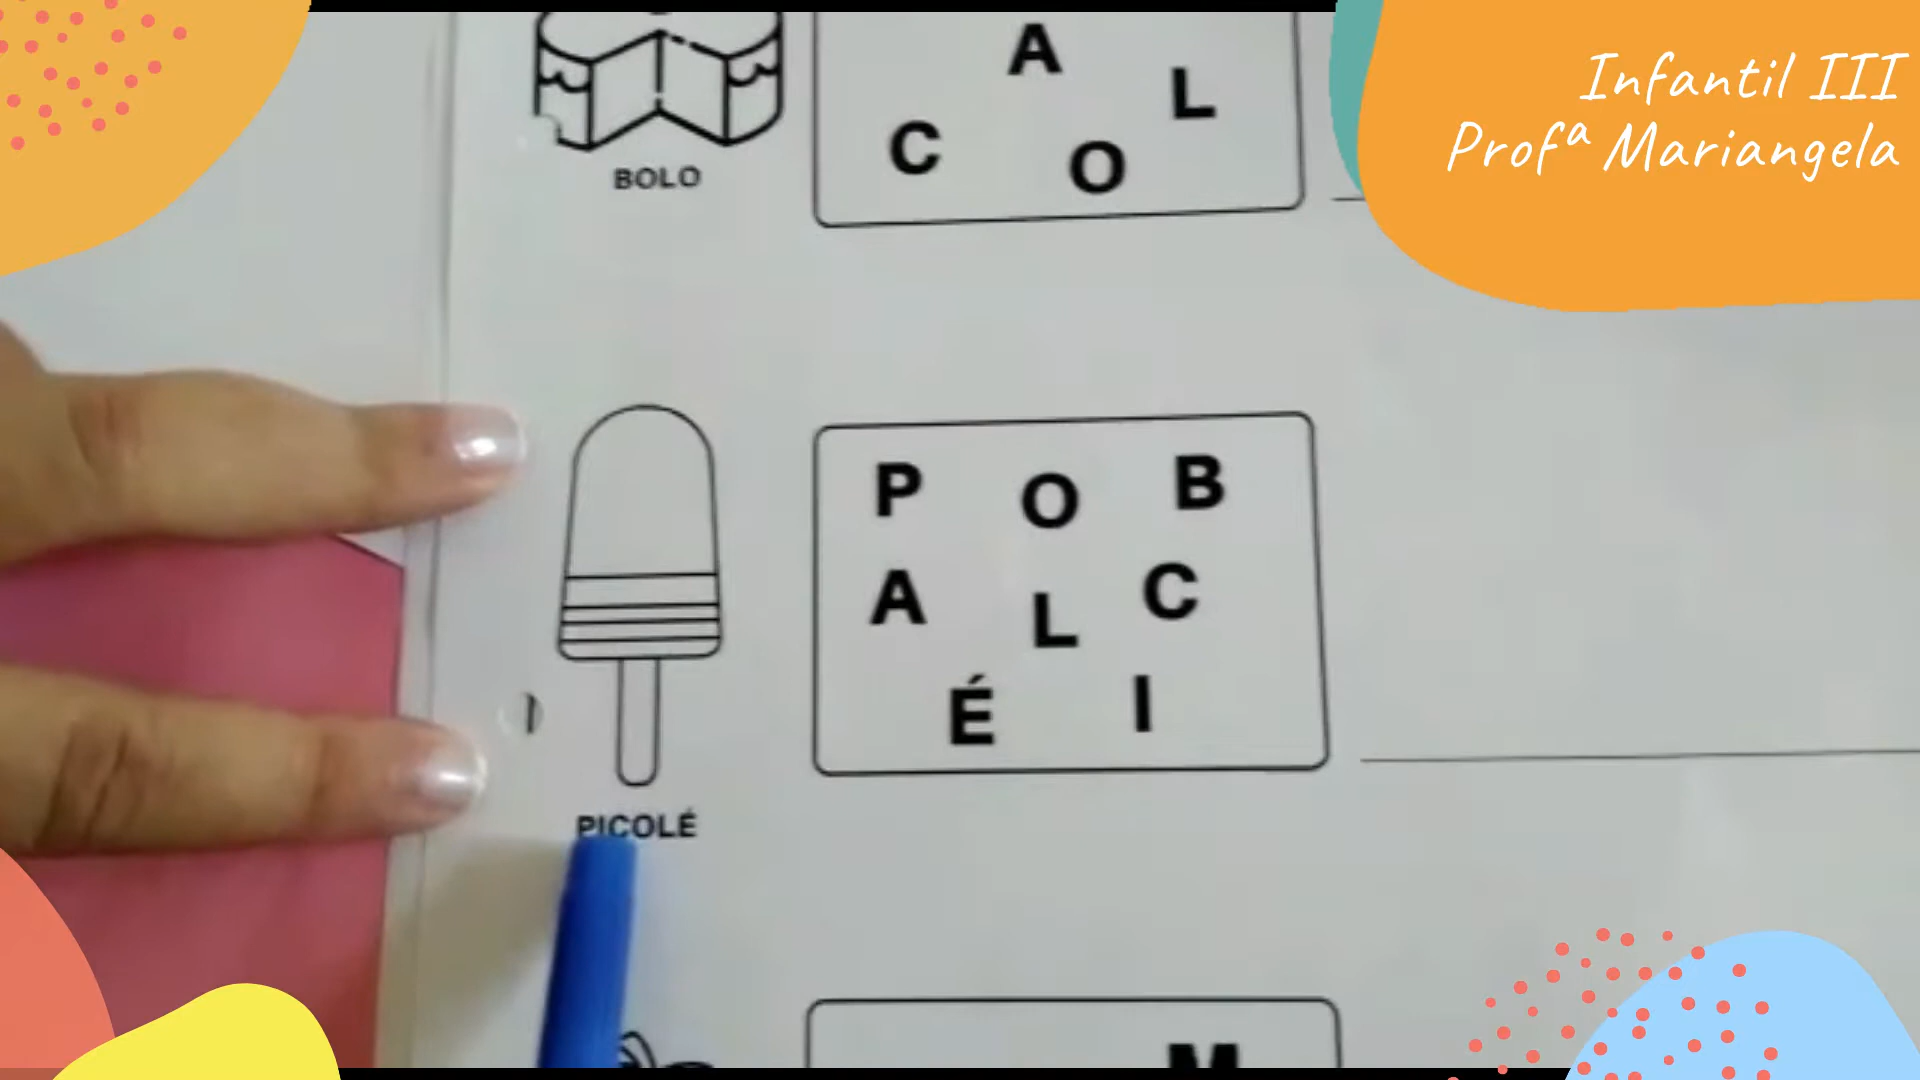 Infantil III
Profª Mariangela
A
L
C O
BOLO
P O B
A L C
É I
PICOLÉ
M